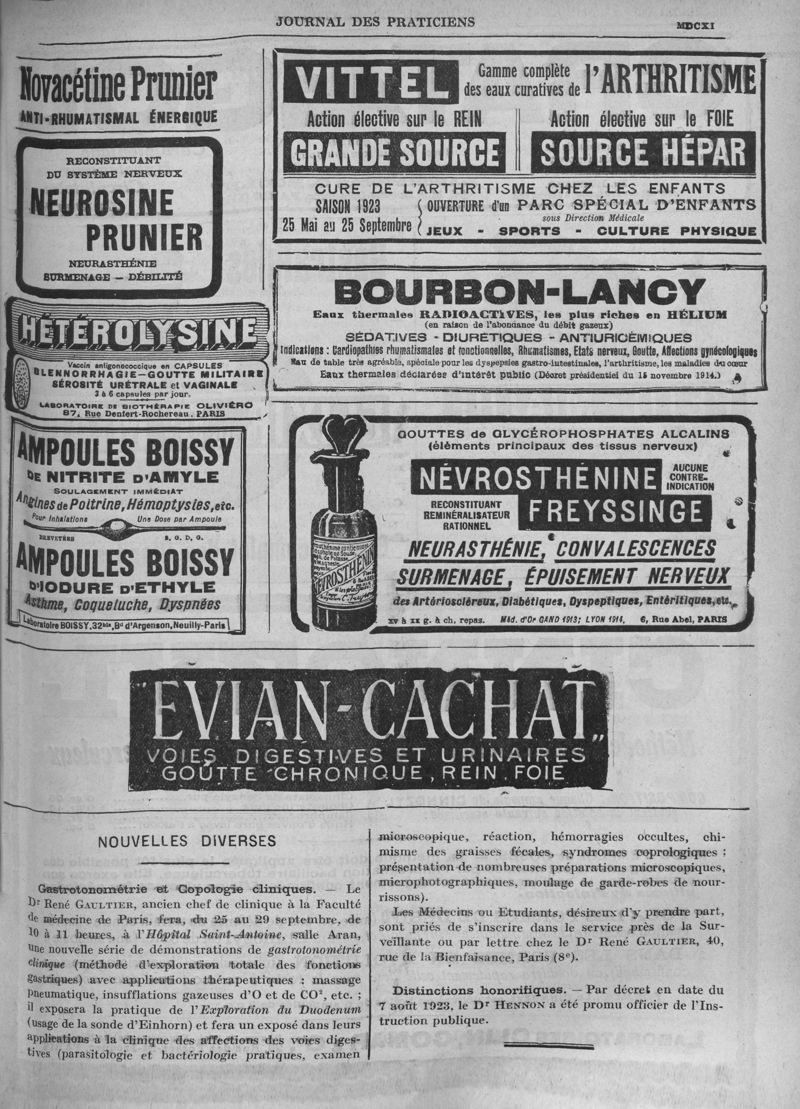 JOURNAL DES PRATICIENS
MDCXI
Novacétine Prunier
ANTI-RHUMATISMAL ÉNERGIQUE
RECONSTITUANT
DU SYSTÈME NERVEUX
NEUROSINE
PRUNIER
NEURASTHÉNIE
SURMENAGE — DÉBILITÉ
HÉTÉROLYSINE
Vaccin antigonococcique en CAPSULES
BLENNORRHAGIE - GOUTTE MILITAIRE
SÉROSITÉ URÉTRALE et VAGINALE
3 à 6 capsules par jour.
LABORATOIRE DE BIOTHÉRAPIE OLIVIÉRO
87, Rue Denfert-Rochereau. PARIS
AMPOULES BOISSY
DE NITRITE D'AMYLE
SOULAGEMENT IMMÉDIAT
Angines de Poitrine, Hémoptysies, etc.
Pour Inhalations Une Dose par Ampoule
BREVETÉES S. G. D. G.
AMPOULES BOISSY
D'IODURE D'ETHYLE
Asthme, Coqueluche, Dyspnées
Laboratoire BOISSY, 32bis, Bd d'Argenson, Neuilly-Paris
VITTEL Gamme complète
des eaux curatives de l'ARTHRITISME
Action élective sur le REIN Action élective sur le FOIE
GRANDE SOURCE SOURCE HÉPAR
CURE DE L'ARTHRITISME CHEZ LES ENFANTS
SAISON 1923 OUVERTURE d'un PARC SPÉCIAL D'ENFANTS
sous Direction Médicale
25 Mai au 25 Septembre JEUX - SPORTS - CULTURE PHYSIQUE
BOURBON-LANCY
Eaux thermales RADIOACTIVES, les plus riches en HÉLIUM
(en raison de l'abondance du débit gazeux)
SÉDATIVES - DIURÉTIQUES - ANTIURICÉMIQUES
Indications : Cardiopathies rhumatismales et fonctionnelles, Rhumatismes, Etats nerveux, Goutte, Affections gynécologiques
Eau de table très agréable, spéciale pour les dyspepsies gastro-intestinales, l'arthritisme, les maladies du cœur
Eaux thermales déclarées d'intérêt public (Décret présidentiel du 15 novembre 1914.)
GOUTTES de GLYCÉROPHOSPHATES ALCALINS
(éléments principaux des tissus nerveux)
NÉVROSTHÉNINE
AUCUNE
CONTRE-
INDICATION
RECONSTITUANT
REMINÉRALISATEUR
RATIONNEL
FREYSSINGE
NEURASTHÉNIE, CONVALESCENCES
SURMENAGE, ÉPUISEMENT NERVEUX
des Artérioscléreux, Diabétiques, Dyspeptiques, Entéritiques, etc.
xv à xx g. à ch. repas. Méd. d'Or GAND 1913; LYON 1914. 6, Rue Abel, PARIS
"EVIAN-CACHAT"
VOIES DIGESTIVES ET URINAIRES
GOUTTE CHRONIQUE, REIN, FOIE
NOUVELLES DIVERSES
Gastrotonométrie et Copologie cliniques. — Le
Dr René GAULTIER, ancien chef de clinique à la Faculté
de médecine de Paris, fera, du 25 au 29 septembre, de
10 à 11 heures, à l'Hôpital Saint-Antoine, salle Aran,
une nouvelle série de démonstrations de gastrotonométrie
clinique (méthode d'exploration totale des fonctions
gastriques) avec applications thérapeutiques : massage
pneumatique, insufflations gazeuses d'O et de CO², etc. ;
il exposera la pratique de l'Exploration du Duodenum
(usage de la sonde d'Einhorn) et fera un exposé dans leurs
applications à la clinique des affections des voies diges-
tives (parasitologie et bactériologie pratiques, examen
microscopique, réaction, hémorragies occultes, chi-
misme des graisses fécales, syndromes coprologiques ;
présentation de nombreuses préparations microscopiques,
microphotographiques, moulage de garde-robes de nour-
rissons).
Les Médecins ou Etudiants, désireux d'y prendre part,
sont priés de s'inscrire dans le service près de la Sur-
veillante ou par lettre chez le Dr René GAULTIER, 40,
rue de la Bienfaisance, Paris (8e).
Distinctions honorifiques. — Par décret en date du
7 août 1923, le Dr HENNON a été promu officier de l'Ins-
truction publique.